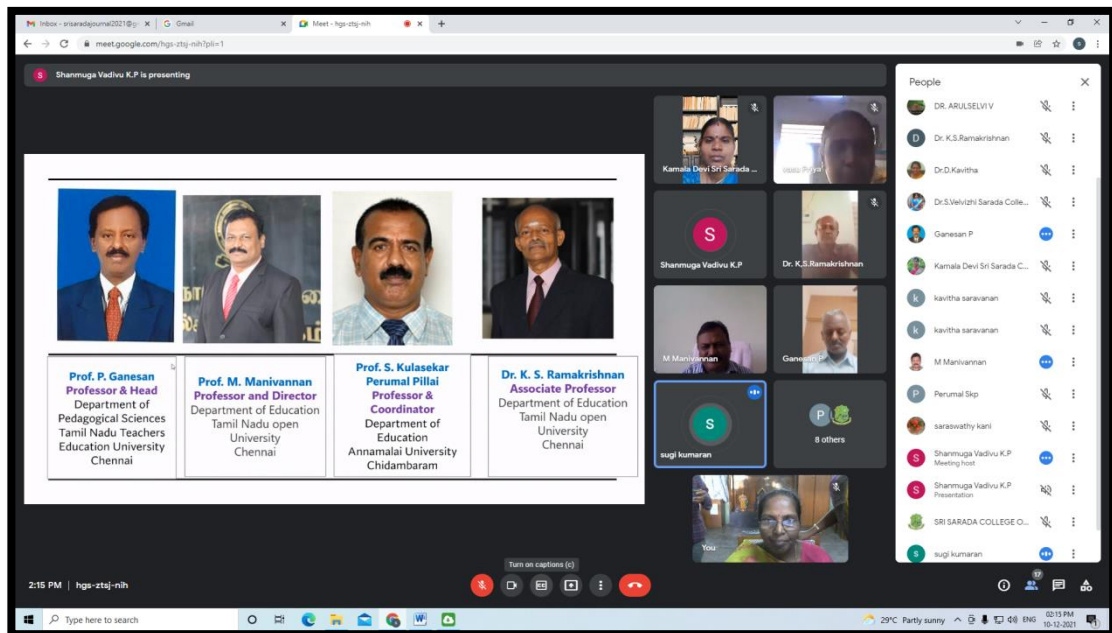 Inbox - srisaradajournal2021@g
Gmail
Meet - hgs-ztsj-nih
meet.google.com/hgs-ztsj-nih?pli=1
S
S
Shanmuga Vadivu K.P is presenting
Prof. P. Ganesan
Professor & Head
Department of
Pedagogical Sciences
Tamil Nadu Teachers
Education University
Chennai
Prof. M. Manivannan
Professor and Director
Department of Education
Tamil Nadu open
University
Chennai
Prof. S. Kulasekar
Perumal Pillai
Professor &
Coordinator
Department of
Education
Annamalai University
Chidambaram
Dr. K. S. Ramakrishnan
Associate Professor
Department of Education
Tamil Nadu open
University
Chennai
Kamala Devi Sri Sarada ...
Priya
S
Shanmuga Vadivu K.P
Dr. K.S.Ramakrishnan
M Manivannan
Ganesan P
S
sugi kumaran
P
8 others
You
People
DR. ARULSELVI V
D
Dr. K.S.Ramakrishnan
Dr.D.Kavitha
Dr.S.Velvizhi Sarada Colle...
Ganesan P
Kamala Devi Sri Sarada C...
k
kavitha saravanan
k
kavitha saravanan
M Manivannan
P
Perumal Skp
saraswathy kani
S
Shanmuga Vadivu K.P
Meeting host
S
Shanmuga Vadivu K.P
Presentation
SRI SARADA COLLEGE O...
S
sugi kumaran
Turn on captions (c)
2:15 PM | hgs-ztsj-nih
17
Type here to search
29°C Partly sunny
ENG
02:15 PM
10-12-2021